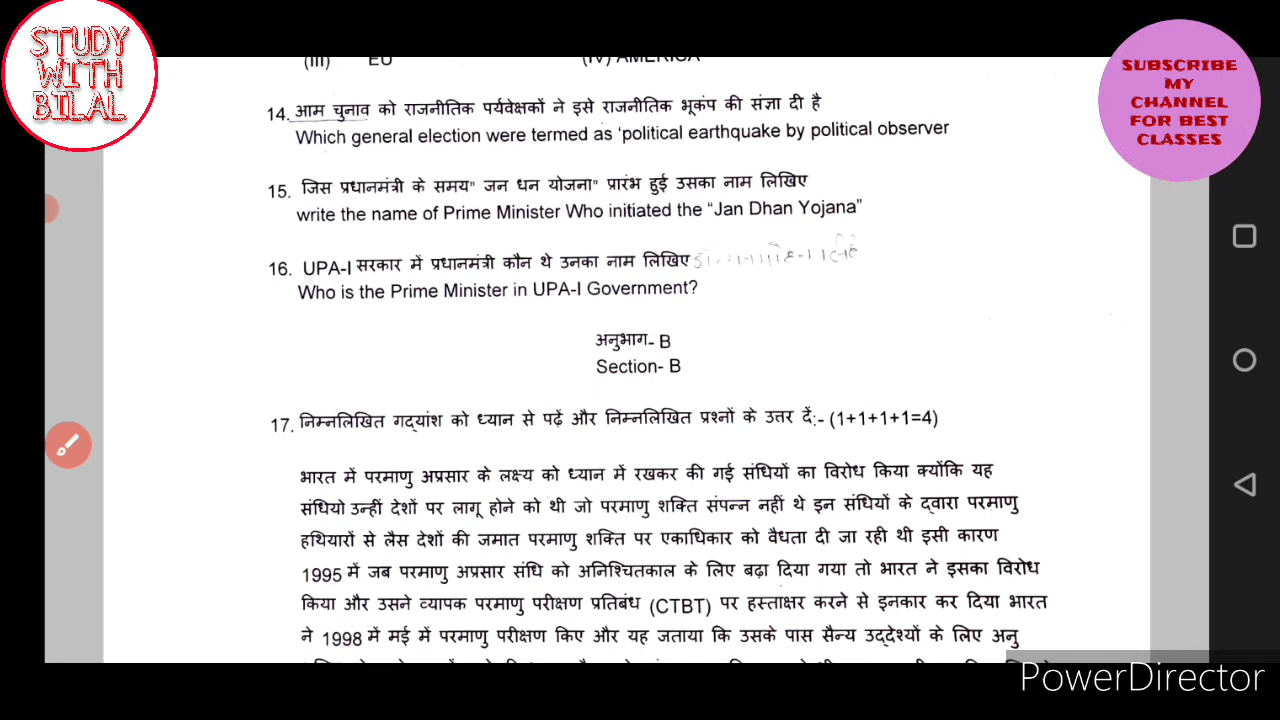 STUDY
WITH
BILAL
SUBSCRIBE
MY
CHANNEL
FOR BEST
CLASSES
(III) EU (IV) AMERICA
14. आम चुनाव को राजनीतिक पर्यवेक्षकों ने इसे राजनीतिक भूकंप की संज्ञा दी है
Which general election were termed as 'political earthquake by political observer
15. जिस प्रधानमंत्री के समय" जन धन योजना" प्रारंभ हुई उसका नाम लिखिए
write the name of Prime Minister Who initiated the "Jan Dhan Yojana"
16. UPA-I सरकार में प्रधानमंत्री कौन थे उनका नाम लिखिए
Who is the Prime Minister in UPA-I Government?
अनुभाग- B
Section- B
17. निम्नलिखित गद्यांश को ध्यान से पढ़ें और निम्नलिखित प्रश्नों के उत्तर दें:- (1+1+1+1=4)
भारत में परमाणु अप्रसार के लक्ष्य को ध्यान में रखकर की गई संधियों का विरोध किया क्योंकि यह
संधियो उन्हीं देशों पर लागू होने को थी जो परमाणु शक्ति संपन्न नहीं थे इन संधियों के द्वारा परमाणु
हथियारों से लैस देशों की जमात परमाणु शक्ति पर एकाधिकार को वैधता दी जा रही थी इसी कारण
1995 में जब परमाणु अप्रसार संधि को अनिश्चितकाल के लिए बढ़ा दिया गया तो भारत ने इसका विरोध
किया और उसने व्यापक परमाणु परीक्षण प्रतिबंध (CTBT) पर हस्ताक्षर करने से इनकार कर दिया भारत
ने 1998 में मई में परमाणु परीक्षण किए और यह जताया कि उसके पास सैन्य उद्देश्यों के लिए अनु
PowerDirector